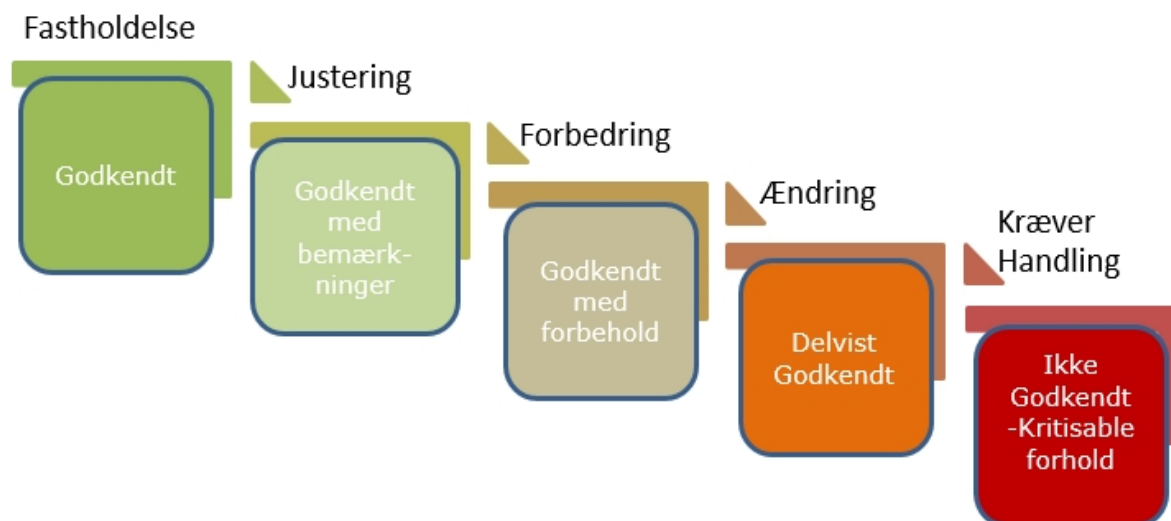 Fastholdelse
Godkendt
Justering
Godkendt
med
bemærk-
ninger
Forbedring
Godkendt
med
forbehold
Ændring
Delvist
Godkendt
Kræver
Handling
Ikke
Godkendt
-Kritisable
forhold